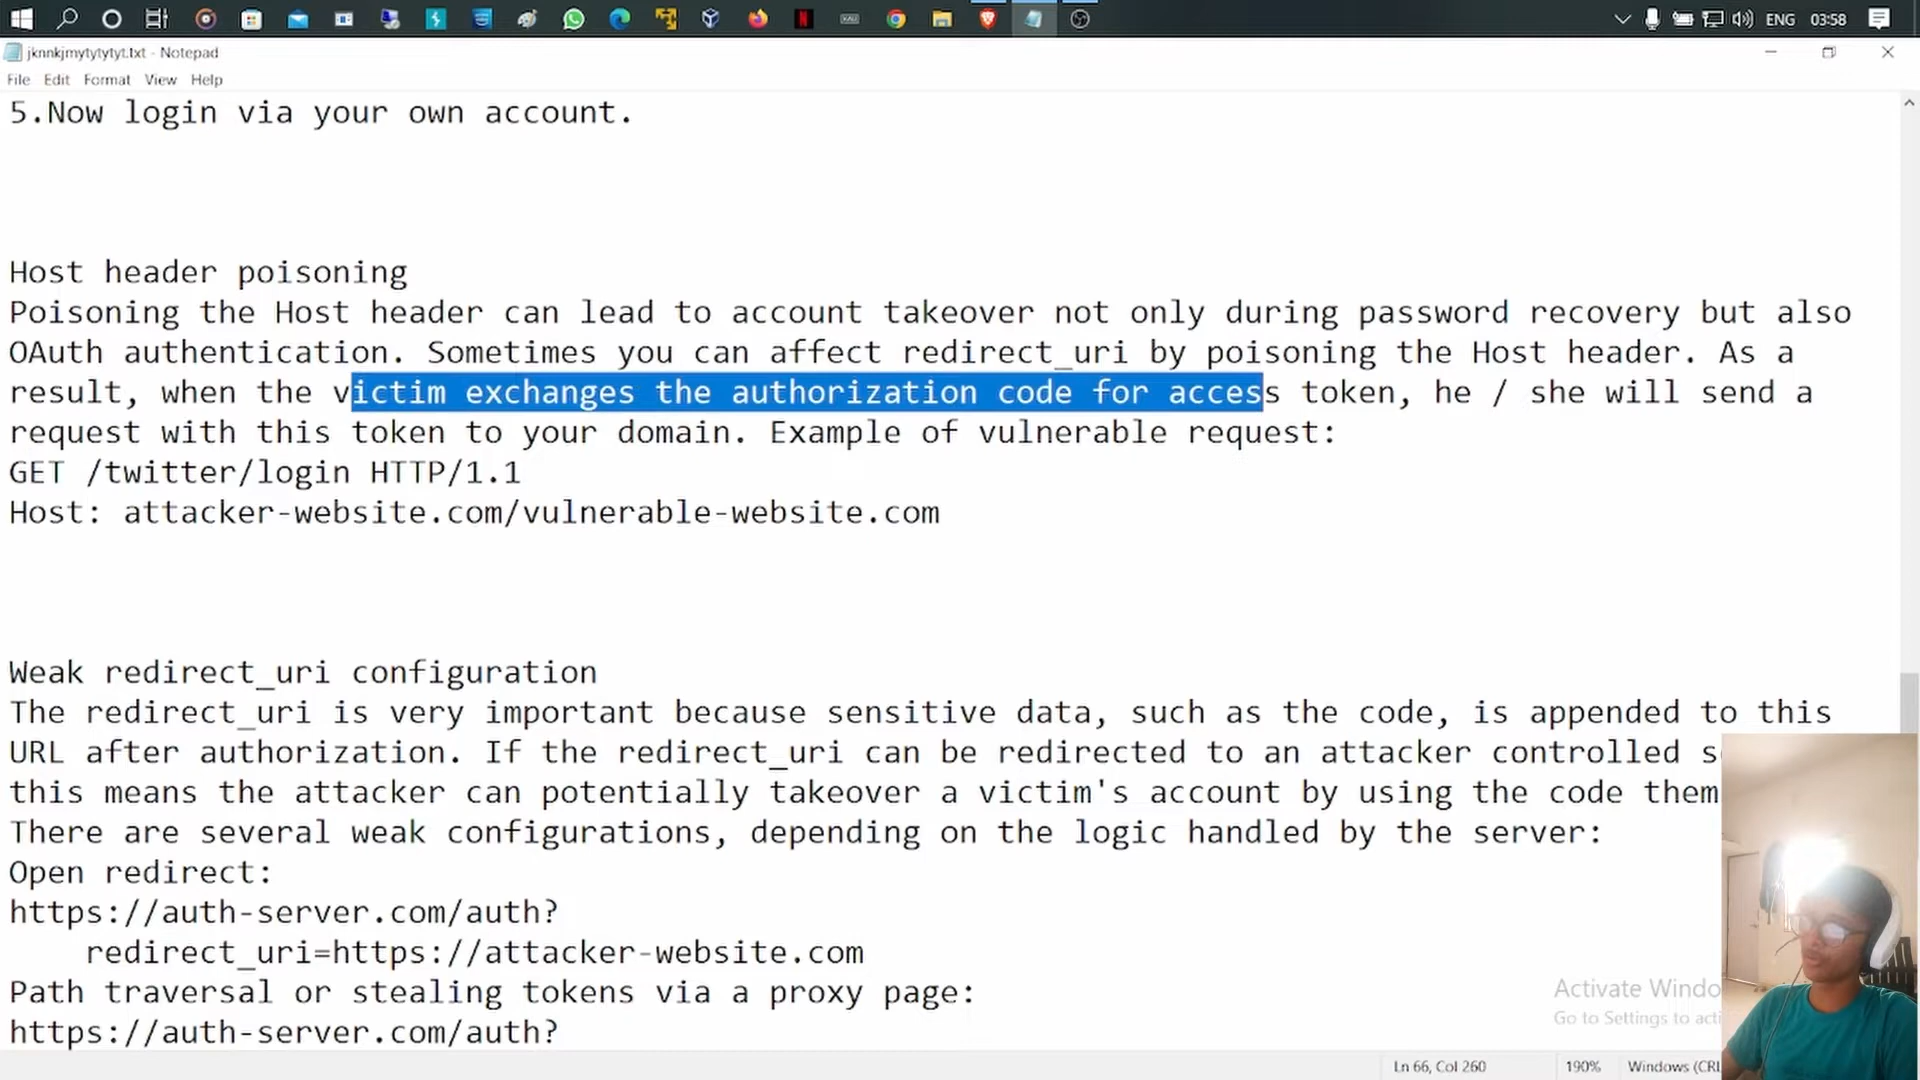 ENG 03:58
jknnkjmytytytyt.txt - Notepad
File Edit Format View Help
5.Now login via your own account.
Host header poisoning
Poisoning the Host header can lead to account takeover not only during password recovery but also
OAuth authentication. Sometimes you can affect redirect_uri by poisoning the Host header. As a
result, when the victim exchanges the authorization code for access token, he / she will send a
request with this token to your domain. Example of vulnerable request:
GET /twitter/login HTTP/1.1
Host: attacker-website.com/vulnerable-website.com
Weak redirect_uri configuration
The redirect_uri is very important because sensitive data, such as the code, is appended to this
URL after authorization. If the redirect_uri can be redirected to an attacker controlled s
this means the attacker can potentially takeover a victim's account by using the code them
There are several weak configurations, depending on the logic handled by the server:
Open redirect:
https://auth-server.com/auth?
redirect_uri=https://attacker-website.com
Path traversal or stealing tokens via a proxy page:
https://auth-server.com/auth?
Activate Windo
Go to Settings to acti
Ln 66, Col 260 190% Windows (CRL